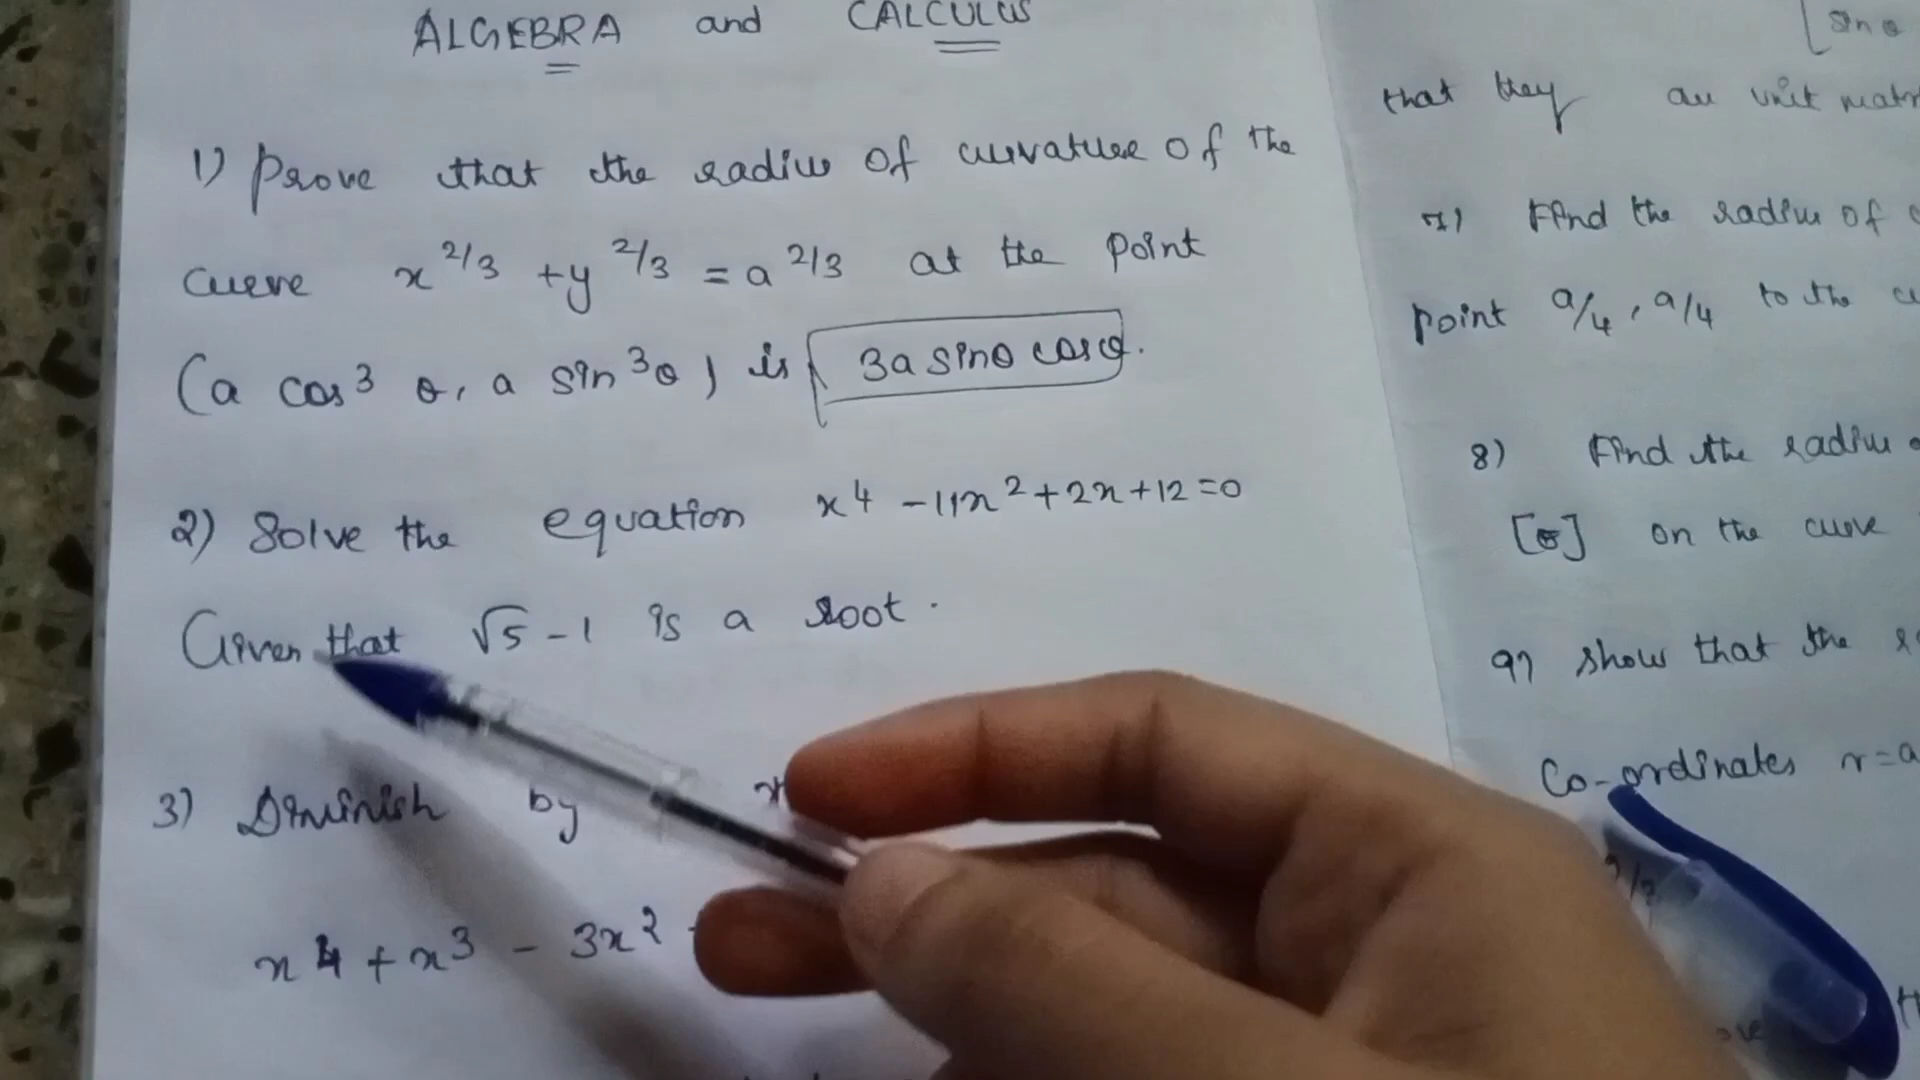 ALGEBRA and CALCULUS
1) Prove that the radius of curvature of the
curve x^2/3 + y^2/3 = a^2/3 at the point
(a cos^3 θ, a sin^3 θ) is 3a sinθ cosθ.
2) Solve the equation x^4 - 11x^2 + 2x + 12 = 0
Given that √5 - 1 is a root.
3) Diminish by
x^4 + x^3 - 3x^2
[sin θ
that they are unit
7) Find the radius of
point a/4, a/4 to the
8) Find the radius
on the curve
9) show that the
Co-ordinates r = a